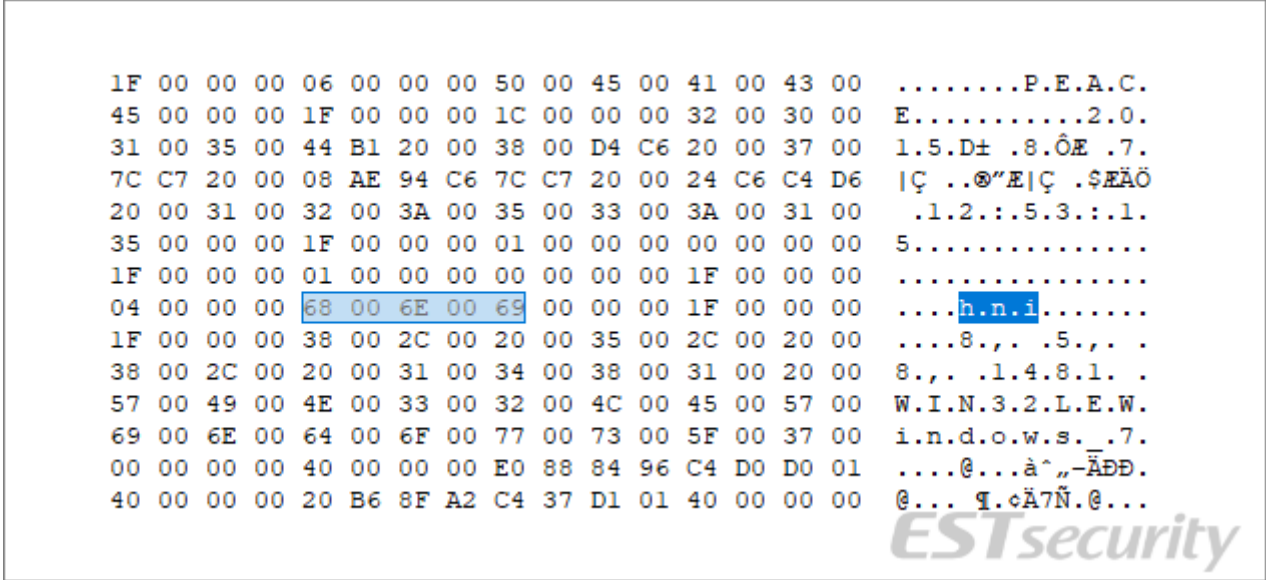 1F 00 00 00 06 00 00 00 50 00 45 00 41 00 43 00 ........P.E.A.C.
45 00 00 00 1F 00 00 00 1C 00 00 00 32 00 30 00 E...........2.0.
31 00 35 00 44 B1 20 00 38 00 D4 C6 20 00 37 00 1.5.D± .8.ÔÆ .7.
7C C7 20 00 08 AE 94 C6 7C C7 20 00 24 C6 C4 D6 |Ç ..®”Æ|Ç .$ÆÄÖ
20 00 31 00 32 00 3A 00 35 00 33 00 3A 00 31 00 .1.2.:.5.3.:.1.
35 00 00 00 1F 00 00 00 01 00 00 00 00 00 00 00 5...............
1F 00 00 00 01 00 00 00 00 00 00 00 1F 00 00 00 ................
04 00 00 00 68 00 6E 00 69 00 00 00 1F 00 00 00 ....h.n.i.......
1F 00 00 00 38 00 2C 00 20 00 35 00 2C 00 20 00 ....8.,. .5.,. .
38 00 2C 00 20 00 31 00 34 00 38 00 31 00 20 00 8.,. .1.4.8.1. .
57 00 49 00 4E 00 33 00 32 00 4C 00 45 00 57 00 W.I.N.3.2.L.E.W.
69 00 6E 00 64 00 6F 00 77 00 73 00 5F 00 37 00 i.n.d.o.w.s._.7.
00 00 00 00 40 00 00 00 E0 88 84 96 C4 D0 D0 01 ....@...àˆ„–ÄÐÐ.
40 00 00 00 20 B6 8F A2 C4 37 D1 01 40 00 00 00 @... ¶.¢Ä7Ñ.@...
ESTsecurity